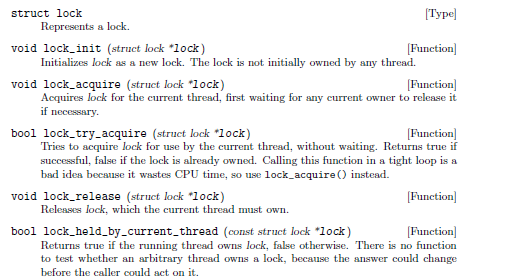 struct lock [Type]
Represents a lock.
void lock_init (struct lock *lock) [Function]
Initializes lock as a new lock. The lock is not initially owned by any thread.
void lock_acquire (struct lock *lock) [Function]
Acquires lock for the current thread, first waiting for any current owner to release it
if necessary.
bool lock_try_acquire (struct lock *lock) [Function]
Tries to acquire lock for use by the current thread, without waiting. Returns true if
successful, false if the lock is already owned. Calling this function in a tight loop is a
bad idea because it wastes CPU time, so use lock_acquire() instead.
void lock_release (struct lock *lock) [Function]
Releases lock, which the current thread must own.
bool lock_held_by_current_thread (const struct lock *lock) [Function]
Returns true if the running thread owns lock, false otherwise. There is no function
to test whether an arbitrary thread owns a lock, because the answer could change
before the caller could act on it.